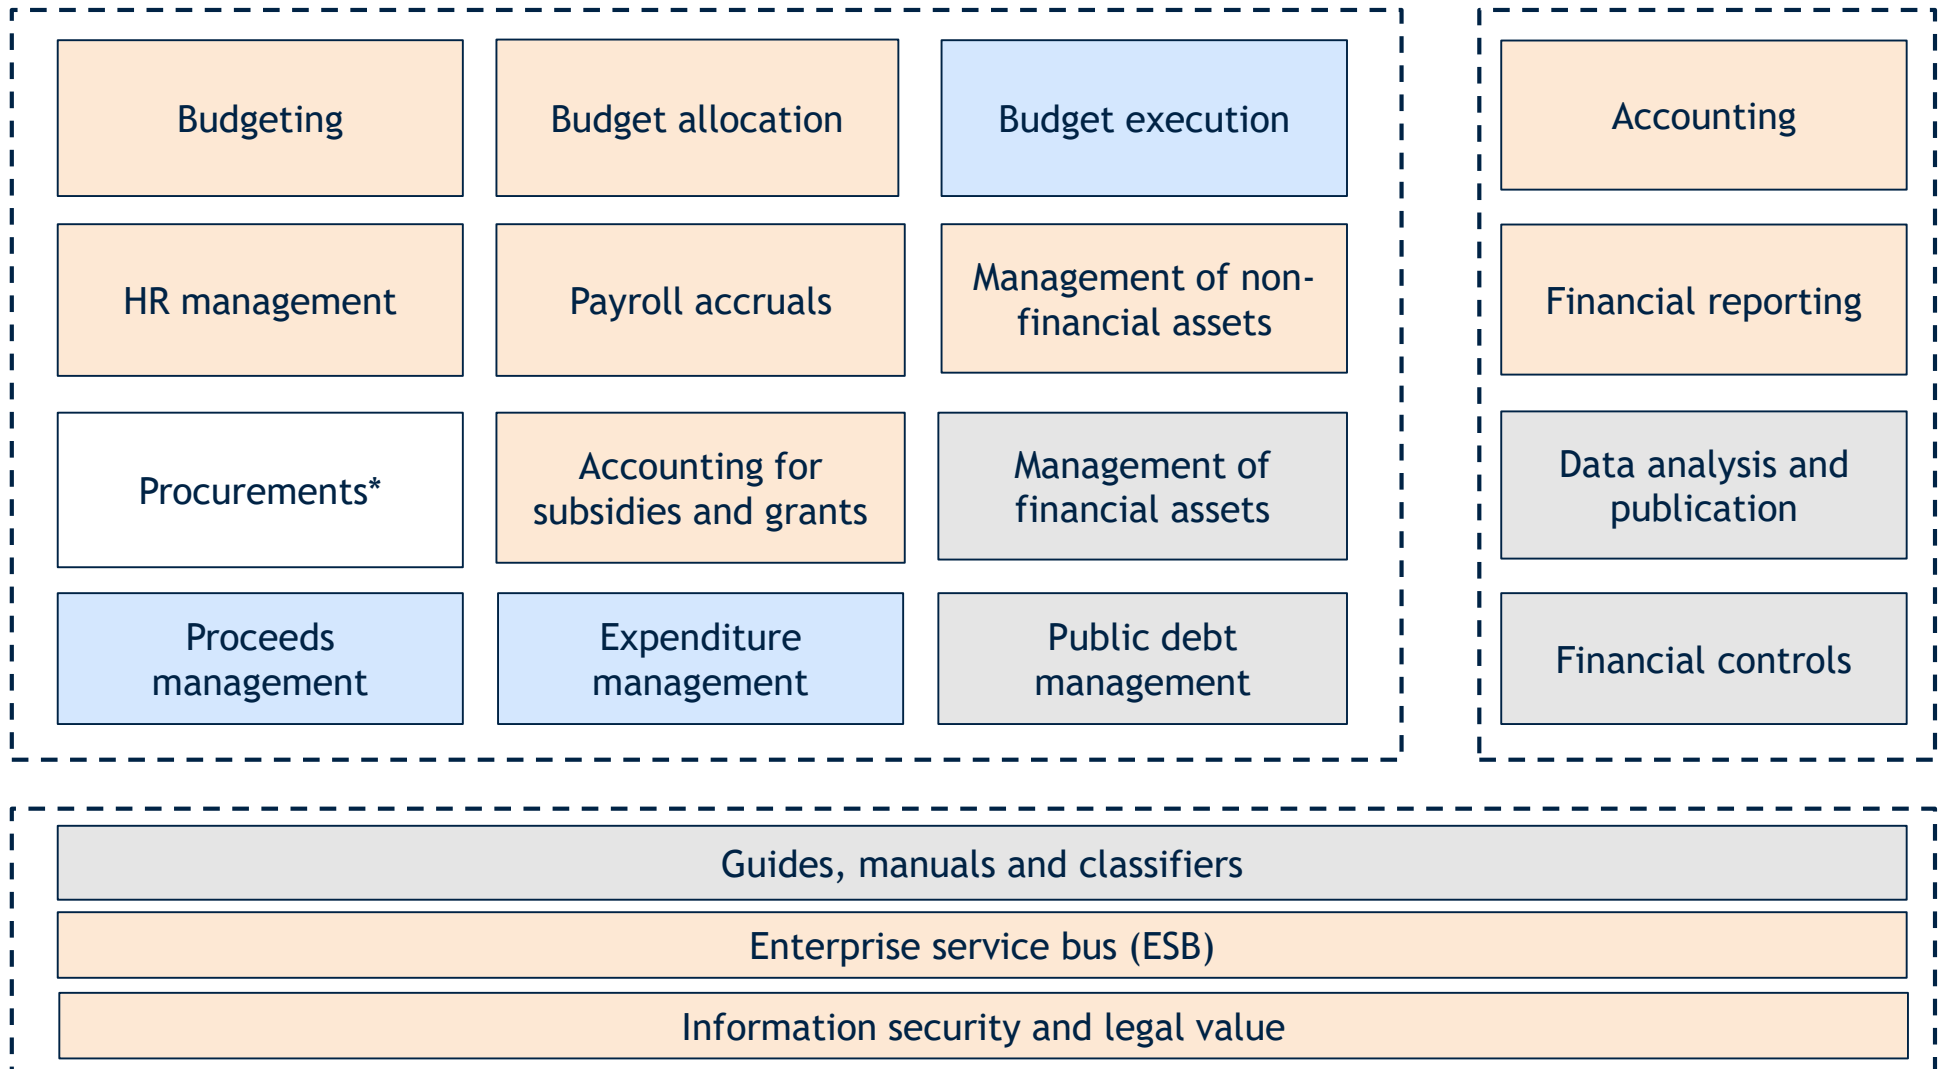 Budgeting
Budget allocation
Budget execution
Accounting
HR management
Payroll accruals
Management of non-
financial assets
Financial reporting
Procurements*
Accounting for
subsidies and grants
Management of
financial assets
Data analysis and
publication
Proceeds
management
Expenditure
management
Public debt
management
Financial controls
Guides, manuals and classifiers
Enterprise service bus (ESB)
Information security and legal value